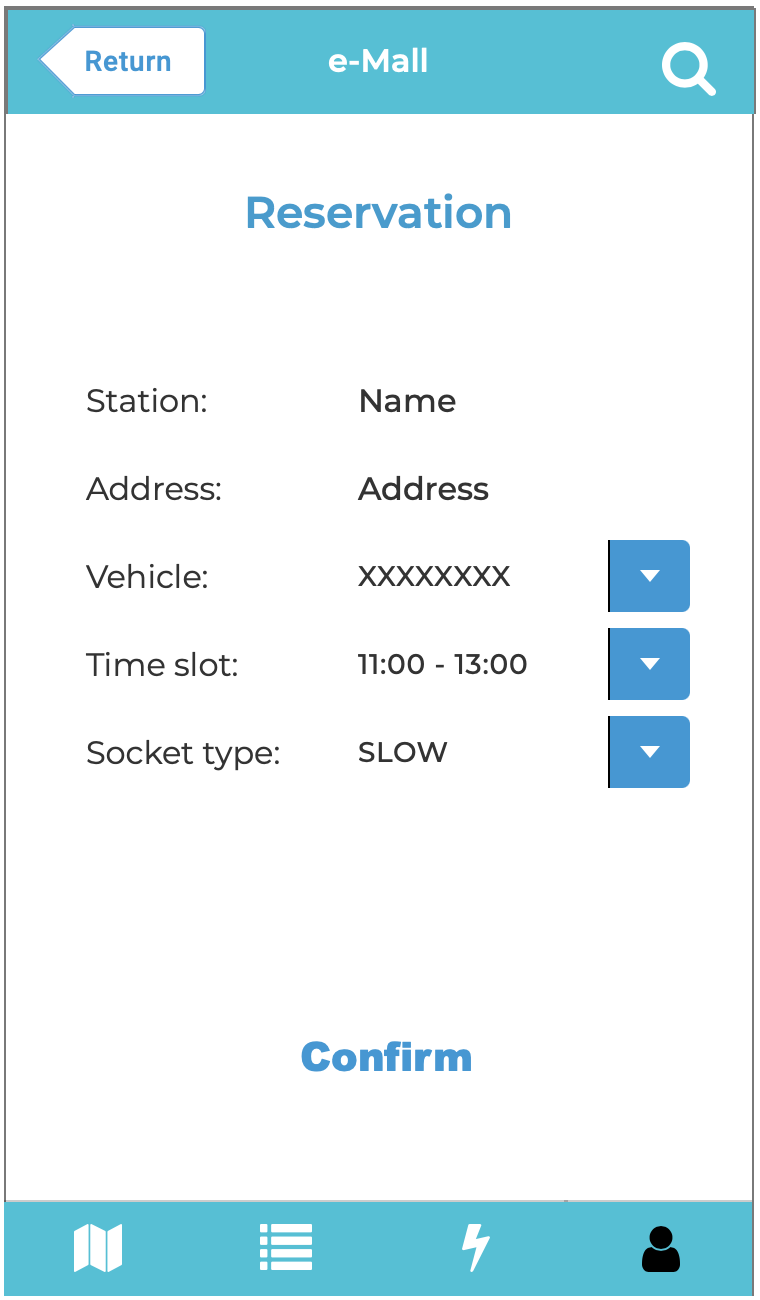 Return
e-Mall
Reservation
Station: Name
Address: Address
Vehicle: XXXXXXXX
Time slot: 11:00 - 13:00
Socket type: SLOW
Confirm